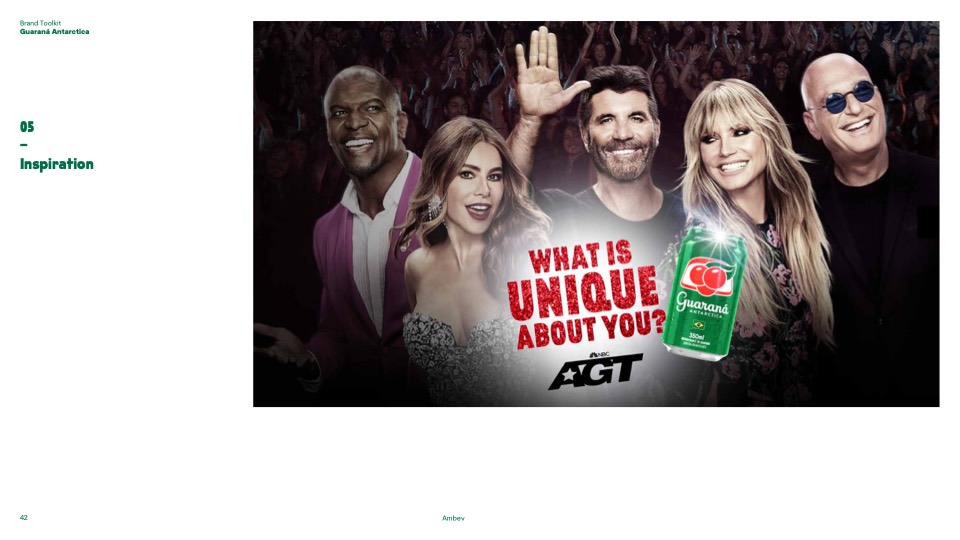 Brand Toolkit
Guaraná Antarctica
05
–
Inspiration
WHAT IS
UNIQUE
ABOUT YOU?
NBC
AGT
Guaraná
ANTARCTICA
350ml
42
Ambev